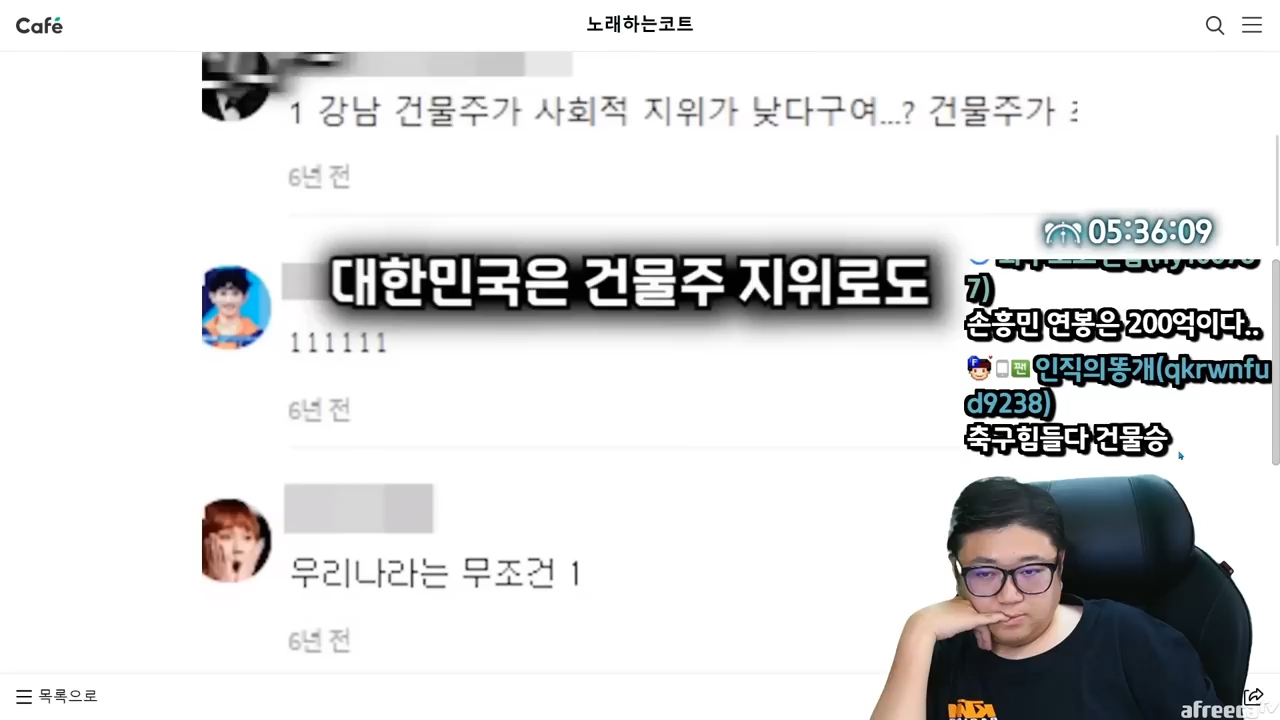 Café
노래하는코트
1 강남 건물주가 사회적 지위가 낮다구여...? 건물주가
6년 전
05:36:09
대한민국은 건물주 지위로도
7)
손흥민 연봉은 200억이다..
111111
인직의똥개(qkrwnfu
d9238)
6년 전
축구힘들다 건물승
우리나라는 무조건 1
6년 전
목록으로
KTM
afreecaTV